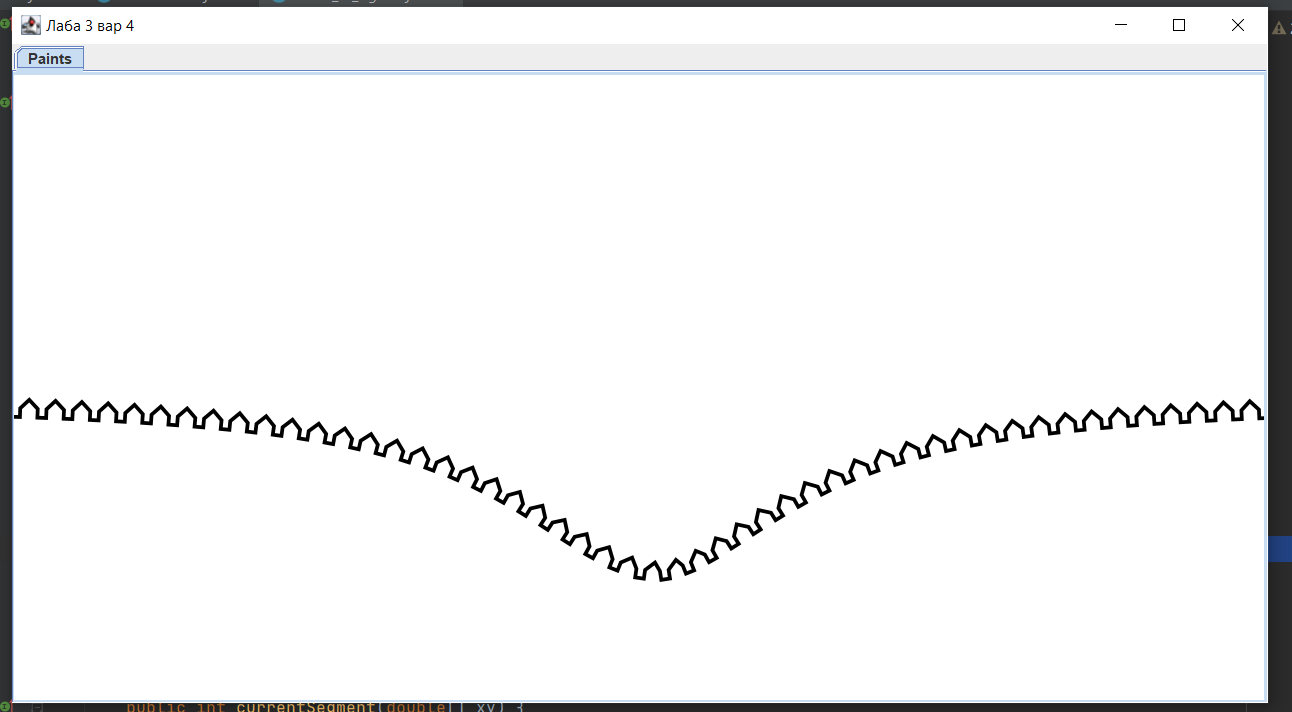 Лаба 3 вар 4
Paints
public int currentSegment(double[] xy) {